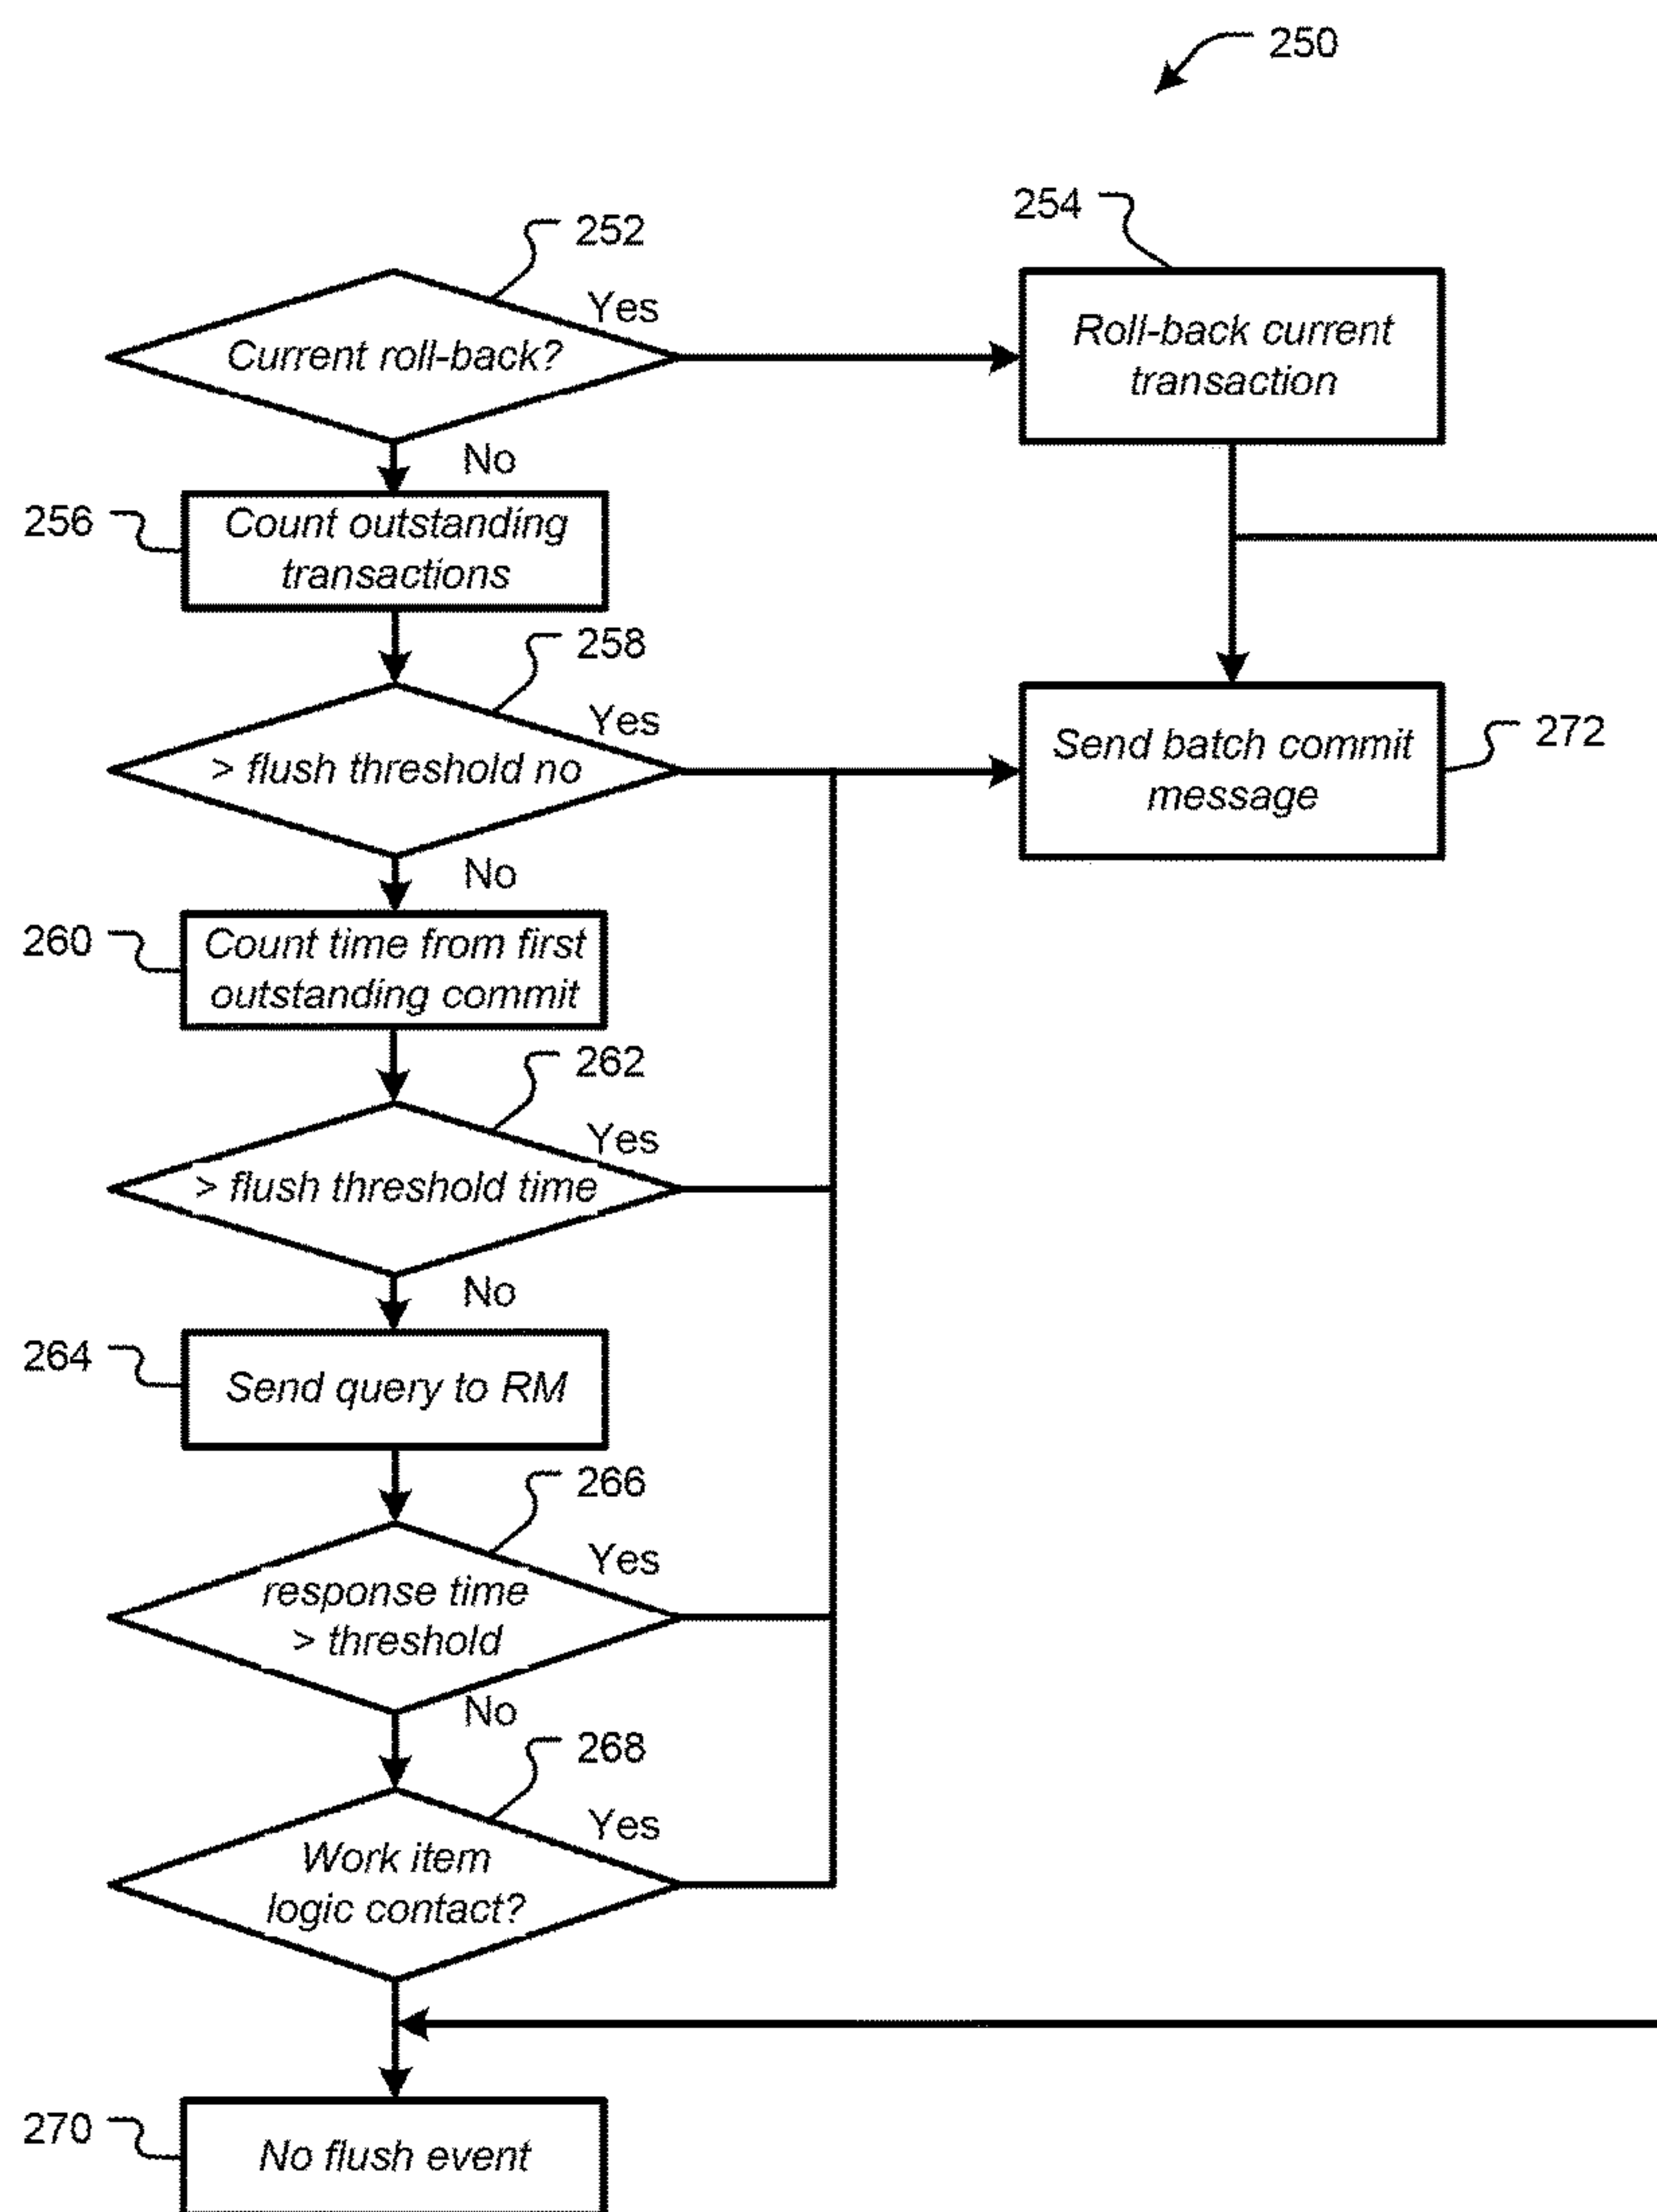 250
254
252
Yes
Current roll-back?
Roll-back current
transaction
No
256
Count outstanding
transactions
258
Yes
> flush threshold no
Send batch commit
message
272
No
260
Count time from first
outstanding commit
262
Yes
> flush threshold time
No
264
Send query to RM
266
Yes
response time
> threshold
No
268
Yes
Work item
logic contact?
270
No flush event